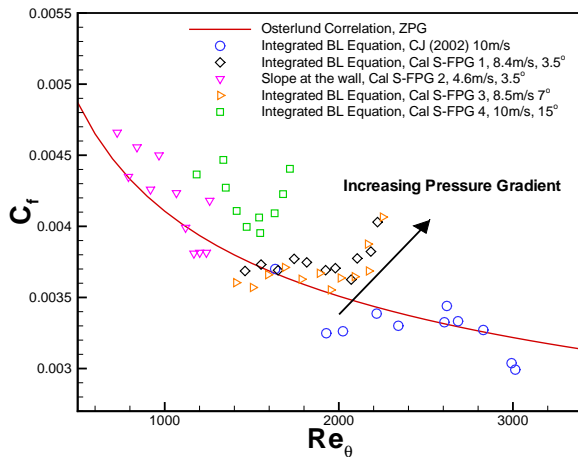 Osterlund Correlation, ZPG
Integrated BL Equation, CJ (2002) 10m/s
Integrated BL Equation, Cal S-FPG 1, 8.4m/s, 3.5°
Slope at the wall, Cal S-FPG 2, 4.6m/s, 3.5°
Integrated BL Equation, Cal S-FPG 3, 8.5m/s 7°
Integrated BL Equation, Cal S-FPG 4, 10m/s, 15°
Increasing Pressure Gradient
C_f
0.0055
0.005
0.0045
0.004
0.0035
0.003
1000
2000
3000
Re_θ